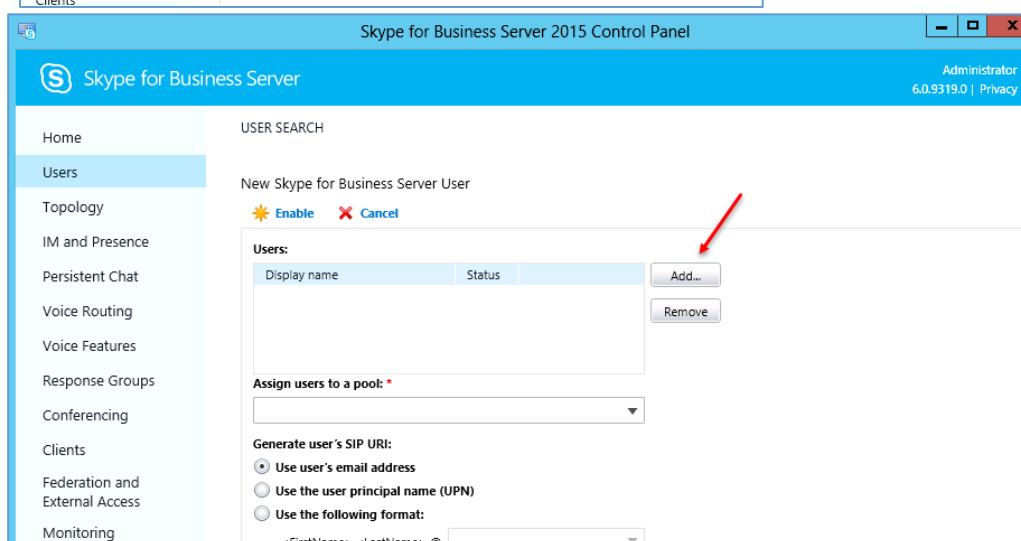 Clients
Skype for Business Server 2015 Control Panel
Skype for Business Server
Administrator
6.0.9319.0 | Privacy
Home
Users
Topology
IM and Presence
Persistent Chat
Voice Routing
Voice Features
Response Groups
Conferencing
Clients
Federation and
External Access
Monitoring
USER SEARCH
New Skype for Business Server User
Enable Cancel
Users:
Display name Status
Add...
Remove
Assign users to a pool: *
Generate user's SIP URI:
Use user's email address
Use the user principal name (UPN)
Use the following format:
<FirstName>.<LastName> @